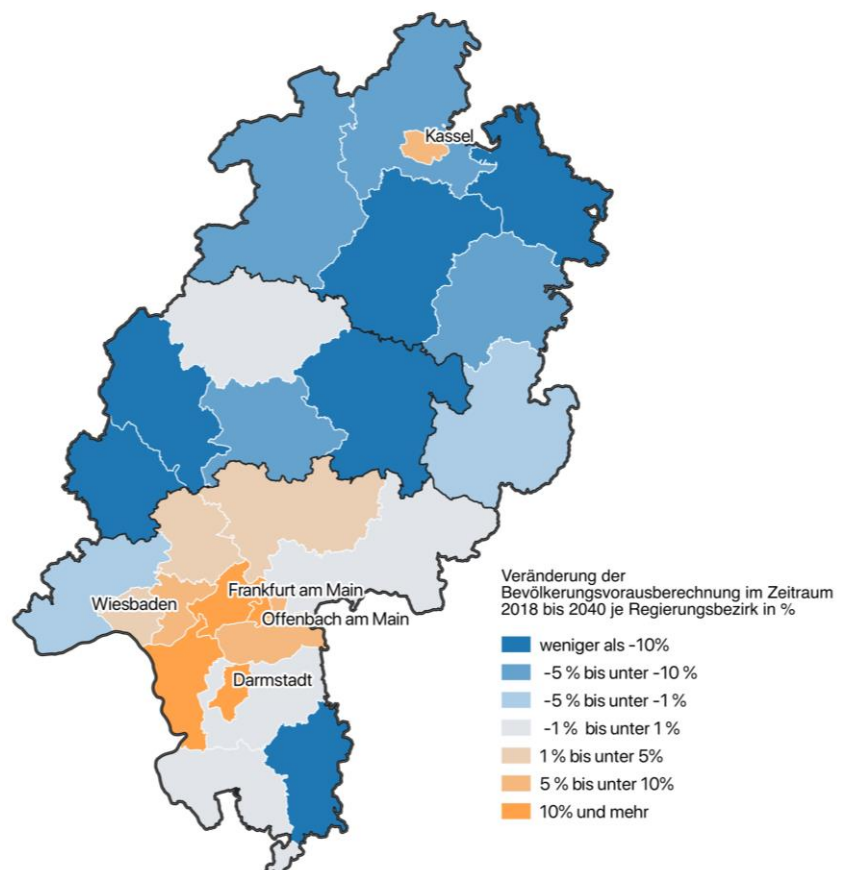 Kassel
Wiesbaden
Frankfurt am Main
Offenbach am Main
Darmstadt
Veränderung der
Bevölkerungsvorausberechnung im Zeitraum
2018 bis 2040 je Regierungsbezirk in %
weniger als -10%
-5 % bis unter -10 %
-5 % bis unter -1 %
-1 % bis unter 1 %
1 % bis unter 5%
5 % bis unter 10%
10% und mehr